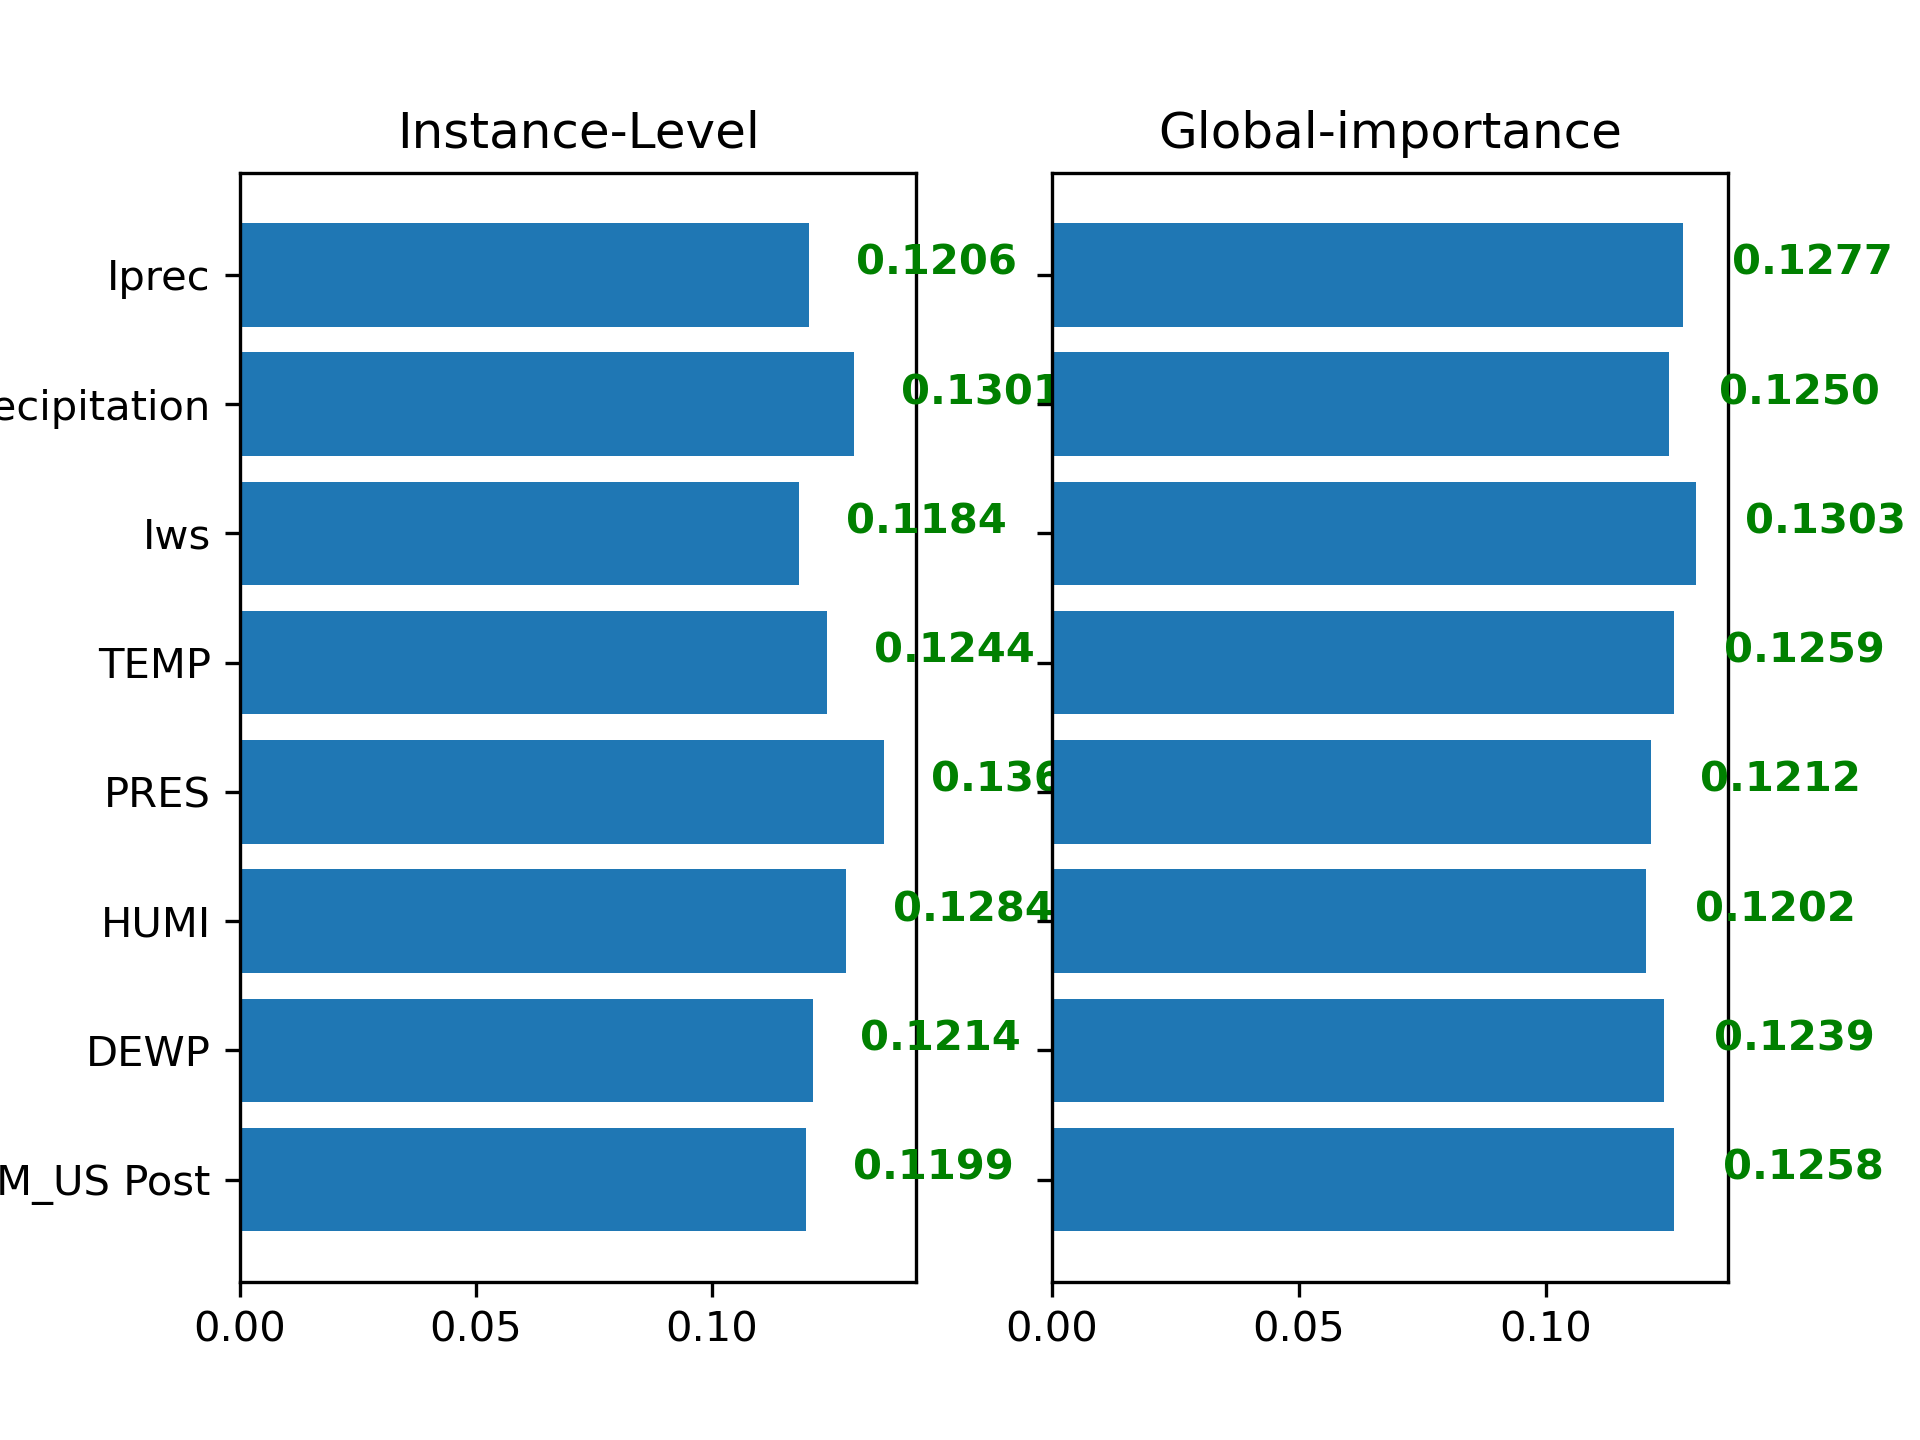 Instance-Level Global-importance
Iprec 0.1206 0.1277
ecipitation 0.1301 0.1250
Iws 0.1184 0.1303
TEMP 0.1244 0.1259
PRES 0.136 0.1212
HUMI 0.1284 0.1202
DEWP 0.1214 0.1239
M_US Post 0.1199 0.1258
0.00 0.05 0.10 0.00 0.05 0.10